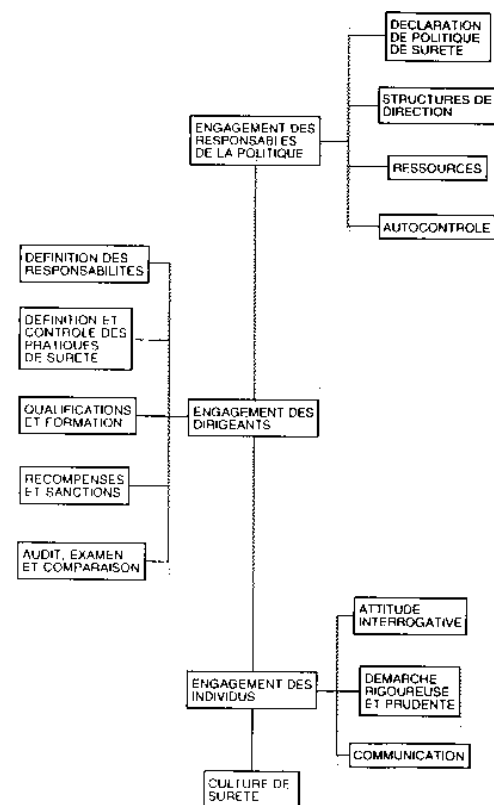 DECLARATION
DE POLITIQUE
DE SURETE
STRUCTURES DE
DIRECTION
ENGAGEMENT DES
RESPONSABLES
DE LA POLITIQUE
RESSOURCES
AUTOCONTROLE
DEFINITION DES
RESPONSABILITES
DEFINITION ET
CONTROLE DES
PRATIQUES
DE SURETE
QUALIFICATIONS
ET FORMATION
ENGAGEMENT DES
DIRIGEANTS
RECOMPENSES
ET SANCTIONS
AUDIT, EXAMEN
ET COMPARAISON
ATTITUDE
INTERROGATIVE
ENGAGEMENT DES
INDIVIDUS
DEMARCHE
RIGOUREUSE
ET PRUDENTE
COMMUNICATION
CULTURE DE
SURETE